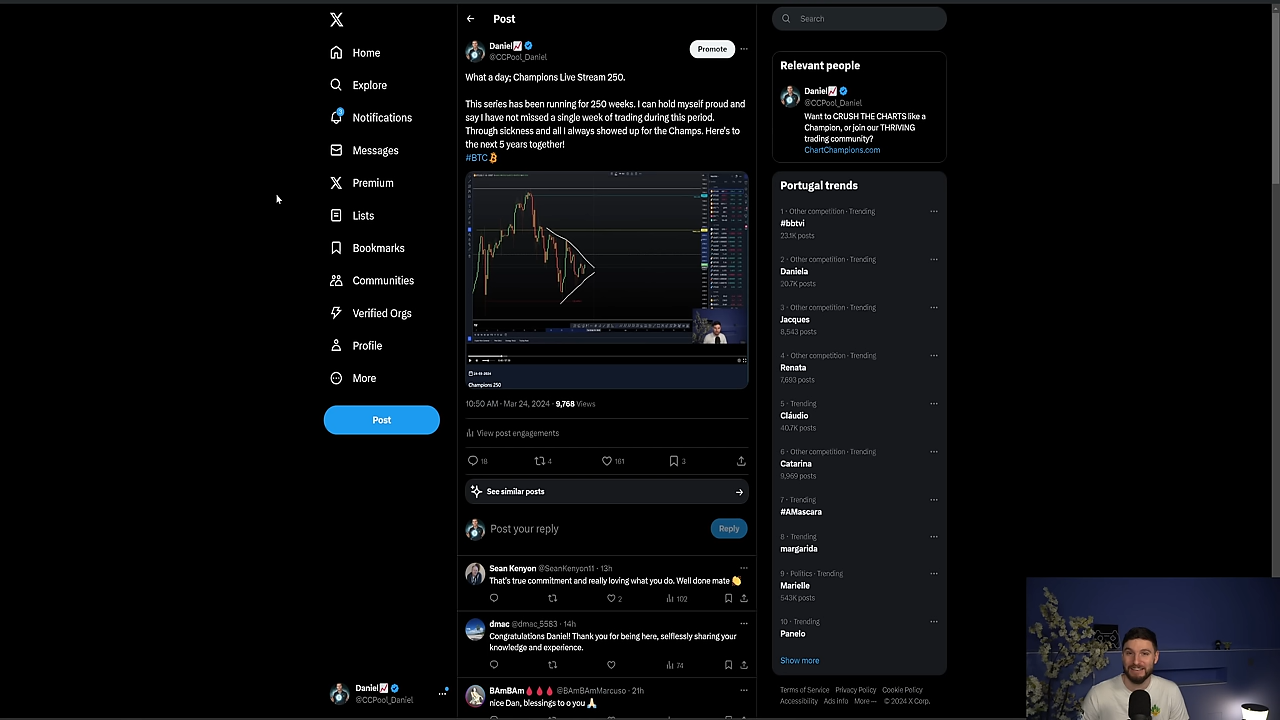 Home
Explore
3
Notifications
Messages
Premium
Lists
Bookmarks
Communities
Verified Orgs
Profile
More
Post
Daniel📈
@CCPool_Daniel
Post
Daniel📈
@CCPool_Daniel
Promote
What a day; Champions Live Stream 250.
This series has been running for 250 weeks. I can hold myself proud and
say I have not missed a single week of trading during this period.
Through sickness and all I always showed up for the Champs. Here's to
the next 5 years together!
#BTC
Champions 250
10:50 AM · Mar 24, 2024 · 9,768 Views
View post engagements
18
4
161
3
See similar posts
Post your reply
Reply
Sean Kenyon @SeanKenyon11 · 13h
That's true commitment and really loving what you do. Well done mate 👏
2
102
dmac @dmac_5583 · 14h
Congratulations Daniel! Thank you for being here, selflessly sharing your
knowledge and experience.
74
BAmBAm🩸🩸🩸 @BAmBAmMarcuso · 21h
nice Dan, blessings to o you 🙏🏻
Search
Relevant people
Daniel📈
@CCPool_Daniel
Want to CRUSH THE CHARTS like a
Champion, or join our THRIVING
trading community?
ChartChampions.com
Portugal trends
1 · Other competition · Trending
#bbtvi
23.1K posts
2 · Other competition · Trending
Daniela
20.7K posts
3 · Other competition · Trending
Jacques
8,543 posts
4 · Other competition · Trending
Renata
7,693 posts
5 · Trending
Cláudio
40.7K posts
6 · Other competition · Trending
Catarina
9,969 posts
7 · Trending
#AMascara
8 · Trending
margarida
9 · Politics · Trending
Marielle
543K posts
10 · Trending
Panelo
Show more
Terms of Service Privacy Policy Cookie Policy
Accessibility Ads info More ··· © 2024 X Corp.